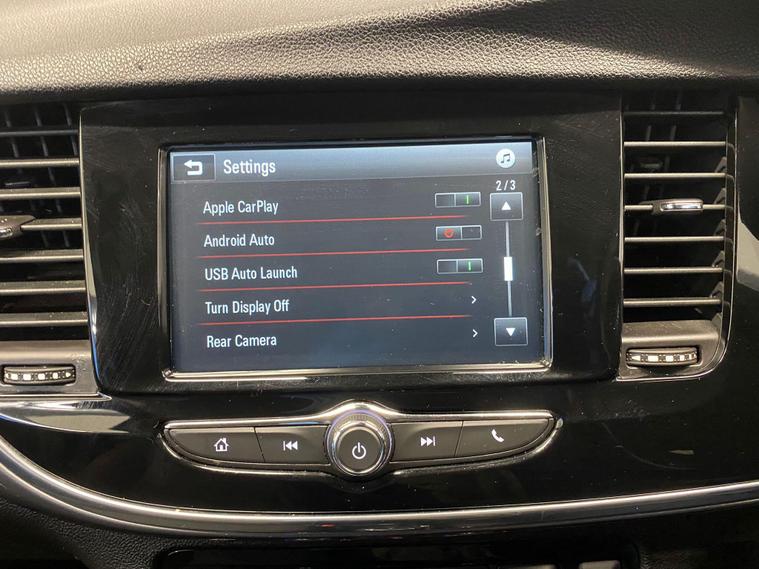 Settings
2/3
Apple CarPlay
Android Auto
USB Auto Launch
Turn Display Off
Rear Camera